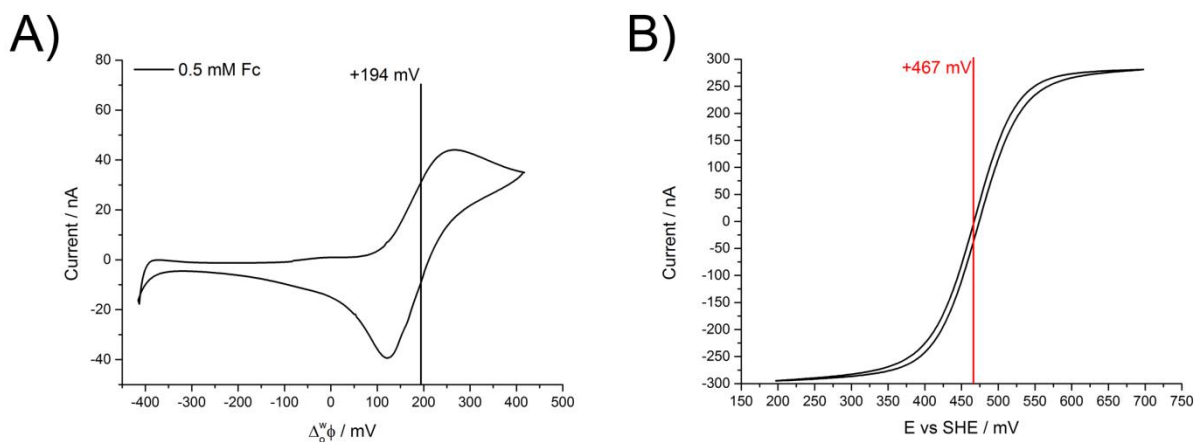 A)
0.5 mM Fc
+194 mV
80
60
40
20
0
-20
-40
Current / nA
-400 -300 -200 -100 0 100 200 300 400 500
Δₒʷϕ / mV
B)
+467 mV
300
250
200
150
100
50
0
-50
-100
-150
-200
-250
-300
Current / nA
150 200 250 300 350 400 450 500 550 600 650 700 750
E vs SHE / mV